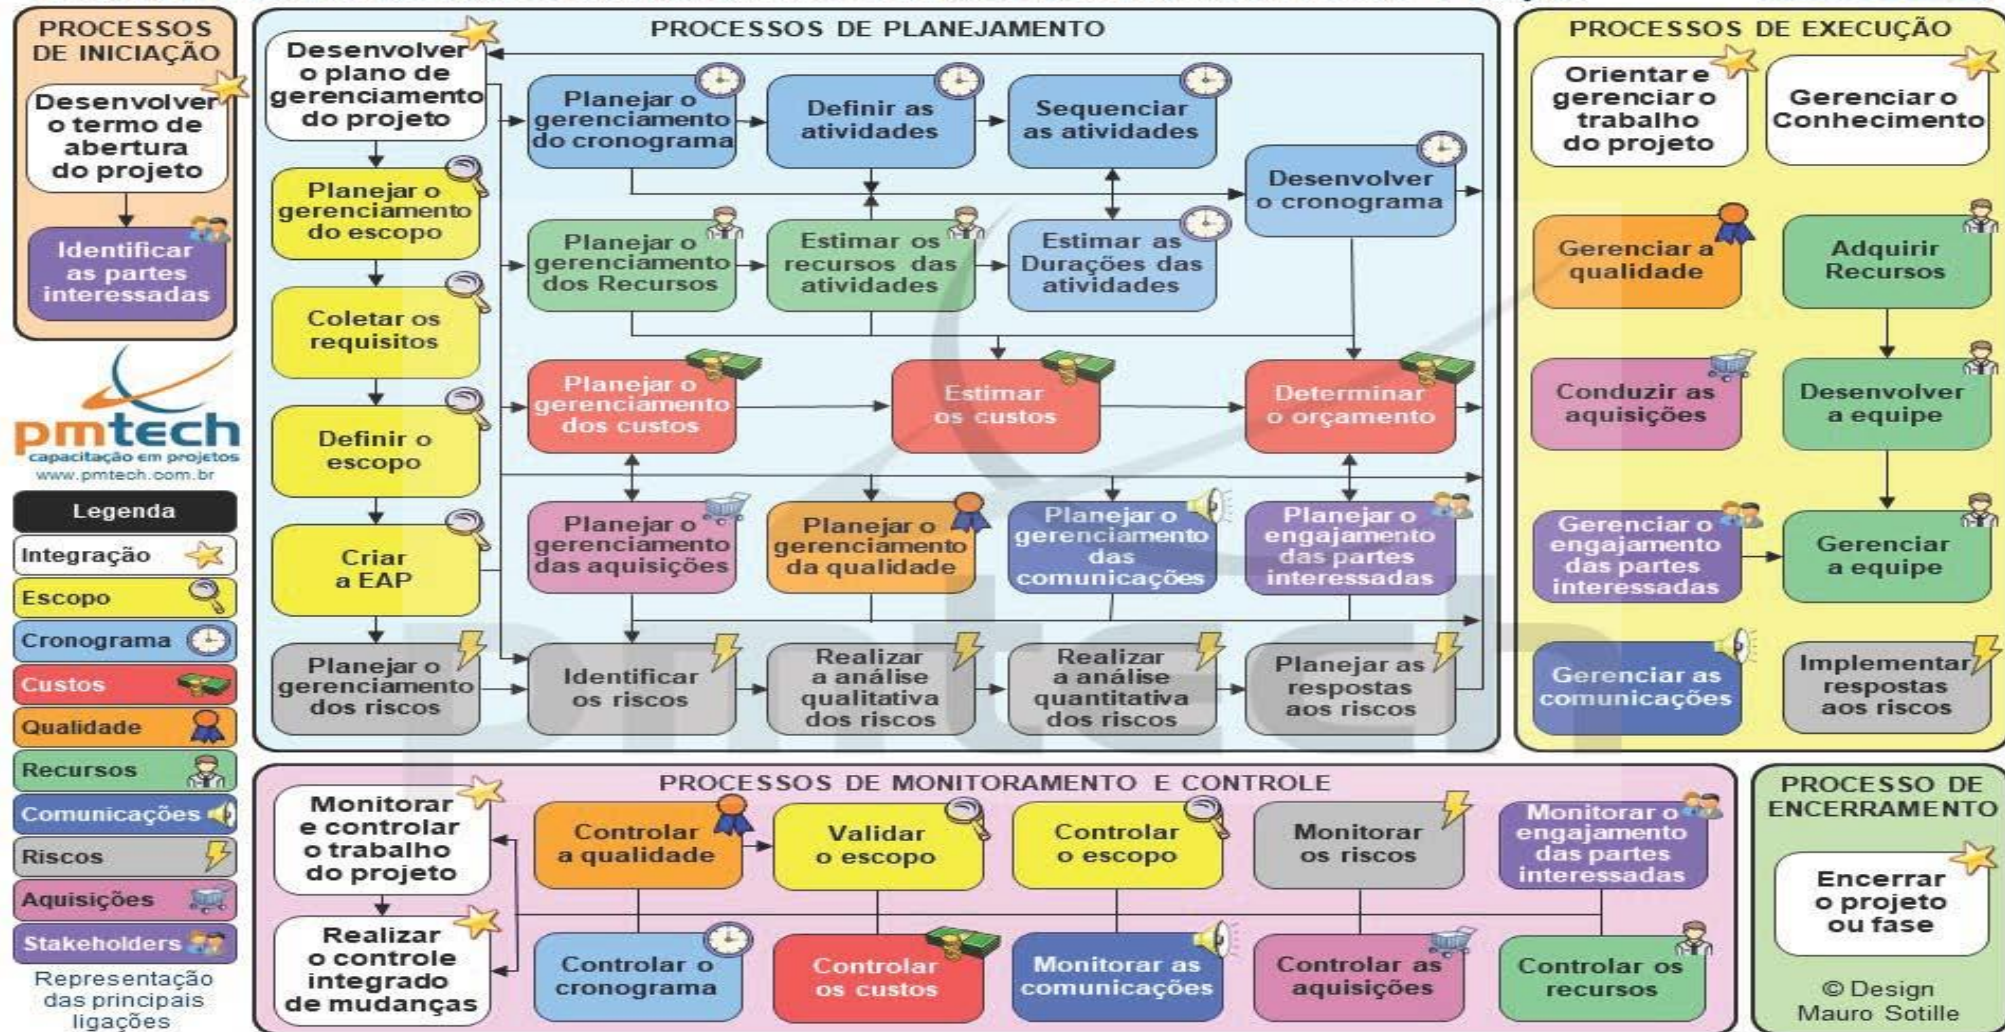 PROCESSOS
DE INICIAÇÃO
Desenvolver
o termo de
abertura
do projeto
Identificar
as partes
interessadas
pmtech
capacitação em projetos
www.pmtech.com.br
Legenda
Integração
Escopo
Cronograma
Custos
Qualidade
Recursos
Comunicações
Riscos
Aquisições
Stakeholders
Representação
das principais
ligações
PROCESSOS DE PLANEJAMENTO
Desenvolver
o plano de
gerenciamento
do projeto
Planejar o
gerenciamento
do escopo
Coletar os
requisitos
Definir o
escopo
Criar
a EAP
Planejar o
gerenciamento
dos riscos
Planejar o
gerenciamento
do cronograma
Definir as
atividades
Sequenciar
as atividades
Desenvolver
o cronograma
Planejar o
gerenciamento
dos Recursos
Estimar os
recursos das
atividades
Estimar as
Durações das
atividades
Planejar o
gerenciamento
dos custos
Estimar
os custos
Determinar
o orçamento
Planejar o
gerenciamento
das aquisições
Planejar o
gerenciamento
da qualidade
Planejar o
gerenciamento
das
comunicações
Planejar o
engajamento
das partes
interessadas
Identificar
os riscos
Realizar
a análise
qualitativa
dos riscos
Realizar
a análise
quantitativa
dos riscos
Planejar as
respostas
aos riscos
pmtech
PROCESSOS DE EXECUÇÃO
Orientar e
gerenciar o
trabalho
do projeto
Gerenciar o
Conhecimento
Gerenciar a
qualidade
Adquirir
Recursos
Conduzir as
aquisições
Desenvolver
a equipe
Gerenciar o
engajamento
das partes
interessadas
Gerenciar
a equipe
Gerenciar as
comunicações
Implementar
respostas
aos riscos
PROCESSOS DE MONITORAMENTO E CONTROLE
Monitorar
e controlar
o trabalho
do projeto
Realizar
o controle
integrado
de mudanças
Controlar
a qualidade
Validar
o escopo
Controlar
o escopo
Monitorar
os riscos
Monitorar o
engajamento
das partes
interessadas
Controlar o
cronograma
Controlar
os custos
Monitorar as
comunicações
Controlar as
aquisições
Controlar os
recursos
PROCESSO DE
ENCERRAMENTO
Encerrar
o projeto
ou fase
© Design
Mauro Sotille